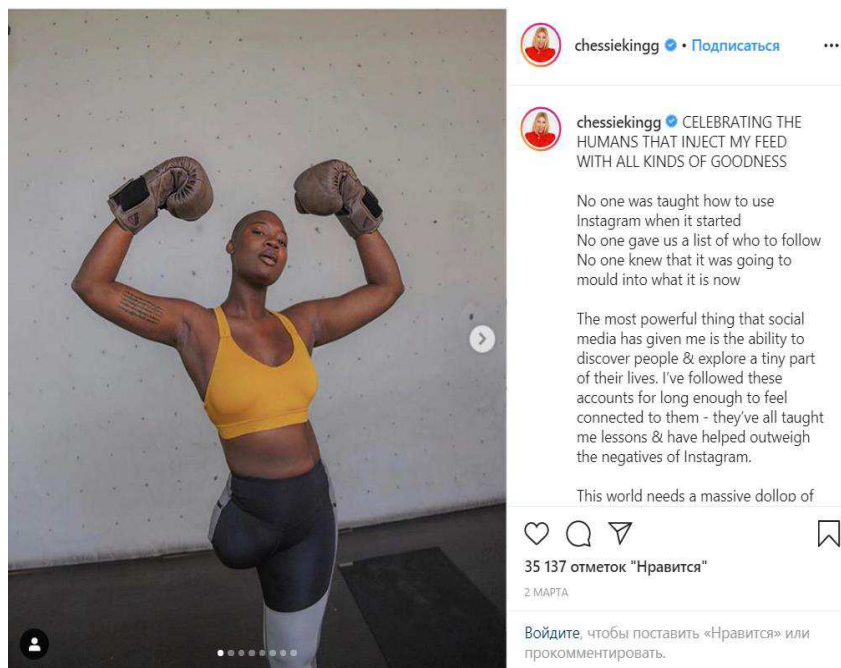 chessiekingg • Подписаться
chessiekingg CELEBRATING THE
HUMANS THAT INJECT MY FEED
WITH ALL KINDS OF GOODNESS
No one was taught how to use
Instagram when it started
No one gave us a list of who to follow
No one knew that it was going to
mould into what it is now
The most powerful thing that social
media has given me is the ability to
discover people & explore a tiny part
of their lives. I've followed these
accounts for long enough to feel
connected to them - they've all taught
me lessons & have helped outweigh
the negatives of Instagram.
This world needs a massive dollop of
35 137 отметок "Нравится"
2 МАРТА
Войдите, чтобы поставить «Нравится» или
прокомментировать.